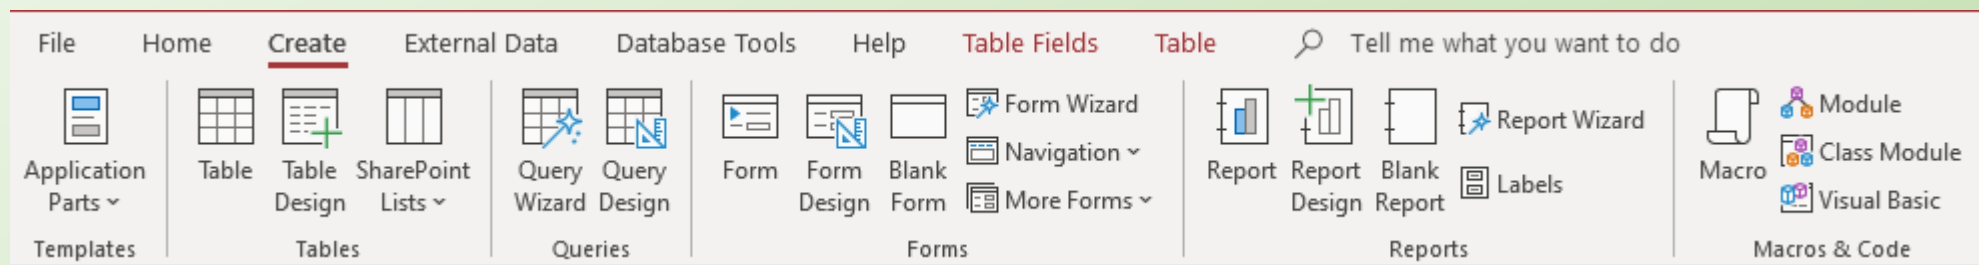 File Home Create External Data Database Tools Help Table Fields Table Tell me what you want to do
Application Parts
Templates
Table
Table Design
SharePoint Lists
Tables
Query Wizard
Query Design
Queries
Form
Form Design
Blank Form
Form Wizard
Navigation
More Forms
Forms
Report
Report Design
Blank Report
Report Wizard
Labels
Reports
Macro
Module
Class Module
Visual Basic
Macros & Code